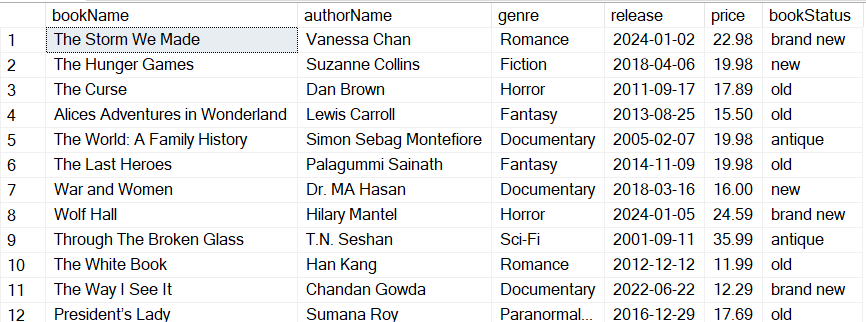 bookName authorName genre release price bookStatus
1 The Storm We Made Vanessa Chan Romance 2024-01-02 22.98 brand new
2 The Hunger Games Suzanne Collins Fiction 2018-04-06 19.98 new
3 The Curse Dan Brown Horror 2011-09-17 17.89 old
4 Alices Adventures in Wonderland Lewis Carroll Fantasy 2013-08-25 15.50 old
5 The World: A Family History Simon Sebag Montefiore Documentary 2005-02-07 19.98 antique
6 The Last Heroes Palagummi Sainath Fantasy 2014-11-09 19.98 old
7 War and Women Dr. MA Hasan Documentary 2018-03-16 16.00 new
8 Wolf Hall Hilary Mantel Horror 2024-01-05 24.59 brand new
9 Through The Broken Glass T.N. Seshan Sci-Fi 2001-09-11 35.99 antique
10 The White Book Han Kang Romance 2012-12-12 11.99 old
11 The Way I See It Chandan Gowda Documentary 2022-06-22 12.29 brand new
12 President’s Lady Sumana Roy Paranormal... 2016-12-29 17.69 old